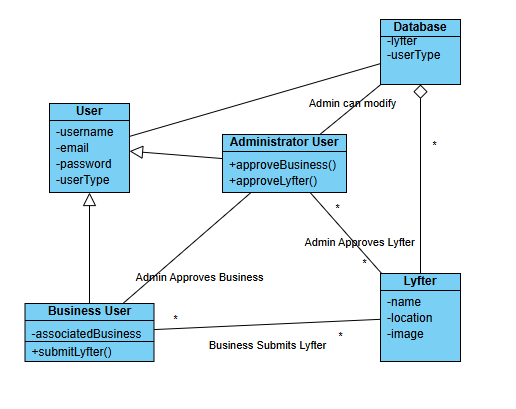 Database
-lyfter
-userType
Admin can modify
User
-username
-email
-password
-userType
Administrator User
+approveBusiness()
+approveLyfter()
*
*
Admin Approves Lyfter
*
Admin Approves Business
Lyfter
-name
-location
-image
Business User
-associatedBusiness
+submitLyfter()
*
*
Business Submits Lyfter